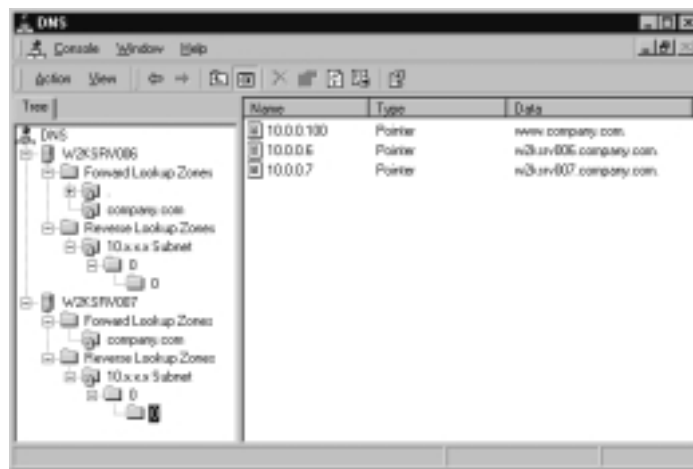 DNS
Console Window Help
Action View
Tree
Name Type Data
DNS
W2KSRV006
Forward Lookup Zones
.
company.com
Reverse Lookup Zones
10.x.x.x Subnet
0
0
W2KSRV007
Forward Lookup Zones
company.com
Reverse Lookup Zones
10.x.x.x Subnet
0
0
10.0.0.100 Pointer www.company.com.
10.0.0.6 Pointer w2ksrv006.company.com.
10.0.0.7 Pointer w2ksrv007.company.com.